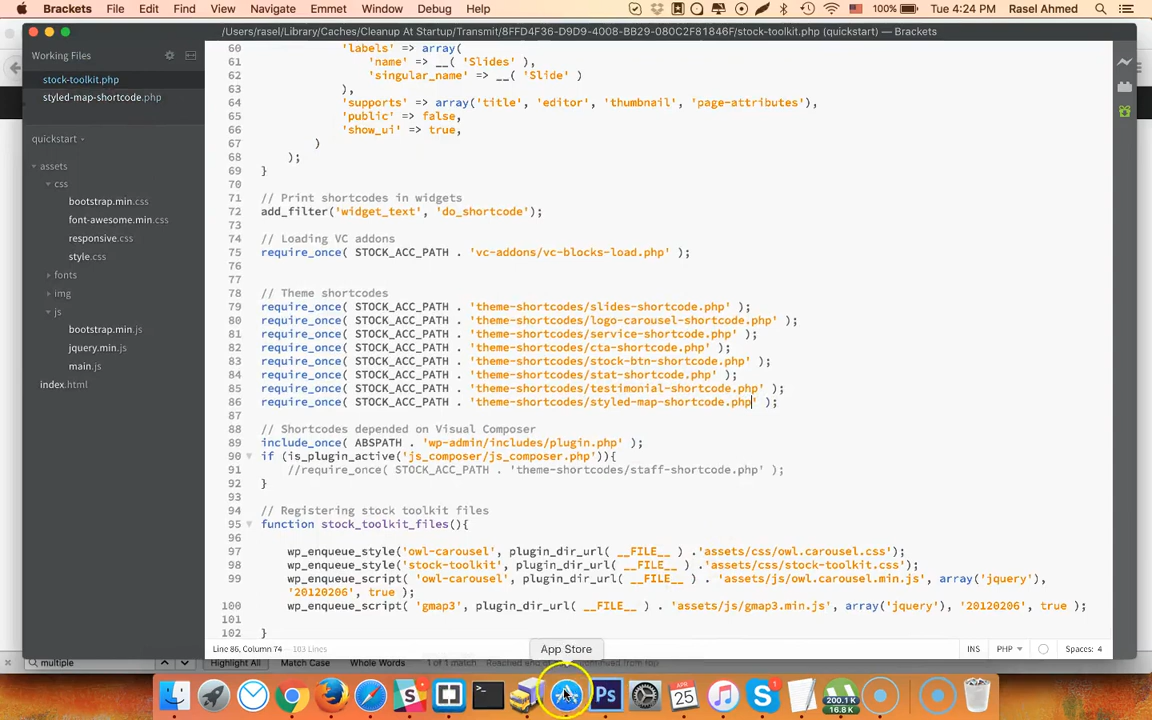 Brackets File Edit Find View Navigate Emmet Window Debug Help 100% Tue 4:24 PM Rasel Ahmed
/Users/rasel/Library/Caches/Cleanup At Startup/Transmit/8FFD4F36-D9D9-4008-BB29-080C2F81846F/stock-toolkit.php (quickstart) — Brackets
Working Files
stock-toolkit.php
styled-map-shortcode.php
quickstart
assets
css
bootstrap.min.css
font-awesome.min.css
responsive.css
style.css
fonts
img
js
bootstrap.min.js
jquery.min.js
main.js
index.html
60 'labels' => array(
61 'name' => __( 'Slides' ),
62 'singular_name' => __( 'Slide' )
63 ),
64 'supports' => array('title', 'editor', 'thumbnail', 'page-attributes'),
65 'public' => false,
66 'show_ui' => true,
67 )
68 );
69 }
70
71 // Print shortcodes in widgets
72 add_filter('widget_text', 'do_shortcode');
73
74 // Loading VC addons
75 require_once( STOCK_ACC_PATH . 'vc-addons/vc-blocks-load.php' );
76
77
78 // Theme shortcodes
79 require_once( STOCK_ACC_PATH . 'theme-shortcodes/slides-shortcode.php' );
80 require_once( STOCK_ACC_PATH . 'theme-shortcodes/logo-carousel-shortcode.php' );
81 require_once( STOCK_ACC_PATH . 'theme-shortcodes/service-shortcode.php' );
82 require_once( STOCK_ACC_PATH . 'theme-shortcodes/cta-shortcode.php' );
83 require_once( STOCK_ACC_PATH . 'theme-shortcodes/stock-btn-shortcode.php' );
84 require_once( STOCK_ACC_PATH . 'theme-shortcodes/stat-shortcode.php' );
85 require_once( STOCK_ACC_PATH . 'theme-shortcodes/testimonial-shortcode.php' );
86 require_once( STOCK_ACC_PATH . 'theme-shortcodes/styled-map-shortcode.php' );
87
88 // Shortcodes depended on Visual Composer
89 include_once( ABSPATH . 'wp-admin/includes/plugin.php' );
90 if (is_plugin_active('js_composer/js_composer.php')){
91 //require_once( STOCK_ACC_PATH . 'theme-shortcodes/staff-shortcode.php' );
92 }
93
94 // Registering stock toolkit files
95 function stock_toolkit_files(){
96
97 wp_enqueue_style('owl-carousel', plugin_dir_url( __FILE__ ) .'assets/css/owl.carousel.css');
98 wp_enqueue_style('stock-toolkit', plugin_dir_url( __FILE__ ) .'assets/css/stock-toolkit.css');
99 wp_enqueue_script( 'owl-carousel', plugin_dir_url( __FILE__ ) . 'assets/js/owl.carousel.min.js', array('jquery'),
'20120206', true );
100 wp_enqueue_script( 'gmap3', plugin_dir_url( __FILE__ ) . 'assets/js/gmap3.min.js', array('jquery'), '20120206', true );
101
102 }
Line 86, Column 74 — 103 Lines INS PHP Spaces: 4
App Store
multiple Highlight All Match Case Whole Words 1 of 1 match
APR
25
200.1 K
16.8 K